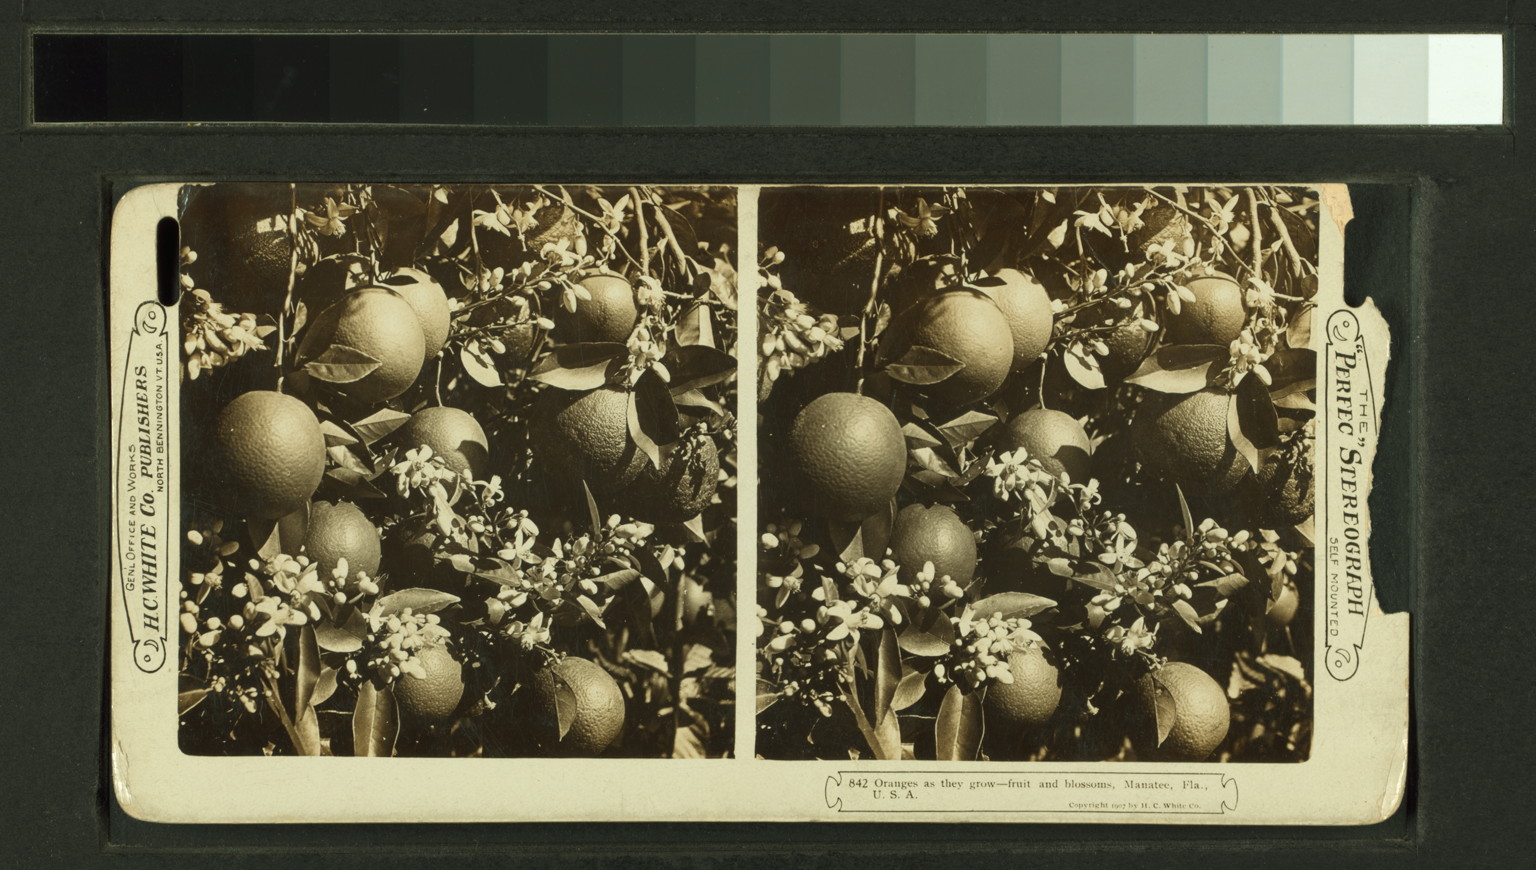 GEN'L OFFICE AND WORKS
H.C. WHITE CO. PUBLISHERS
NORTH BENNINGTON VT. U.S.A.
THE
"PERFEC" STEREOGRAPH
SELF MOUNTED
842 Oranges as they grow—fruit and blossoms, Manatee, Fla.,
U. S. A.
Copyright 1907 by H. C. White Co.